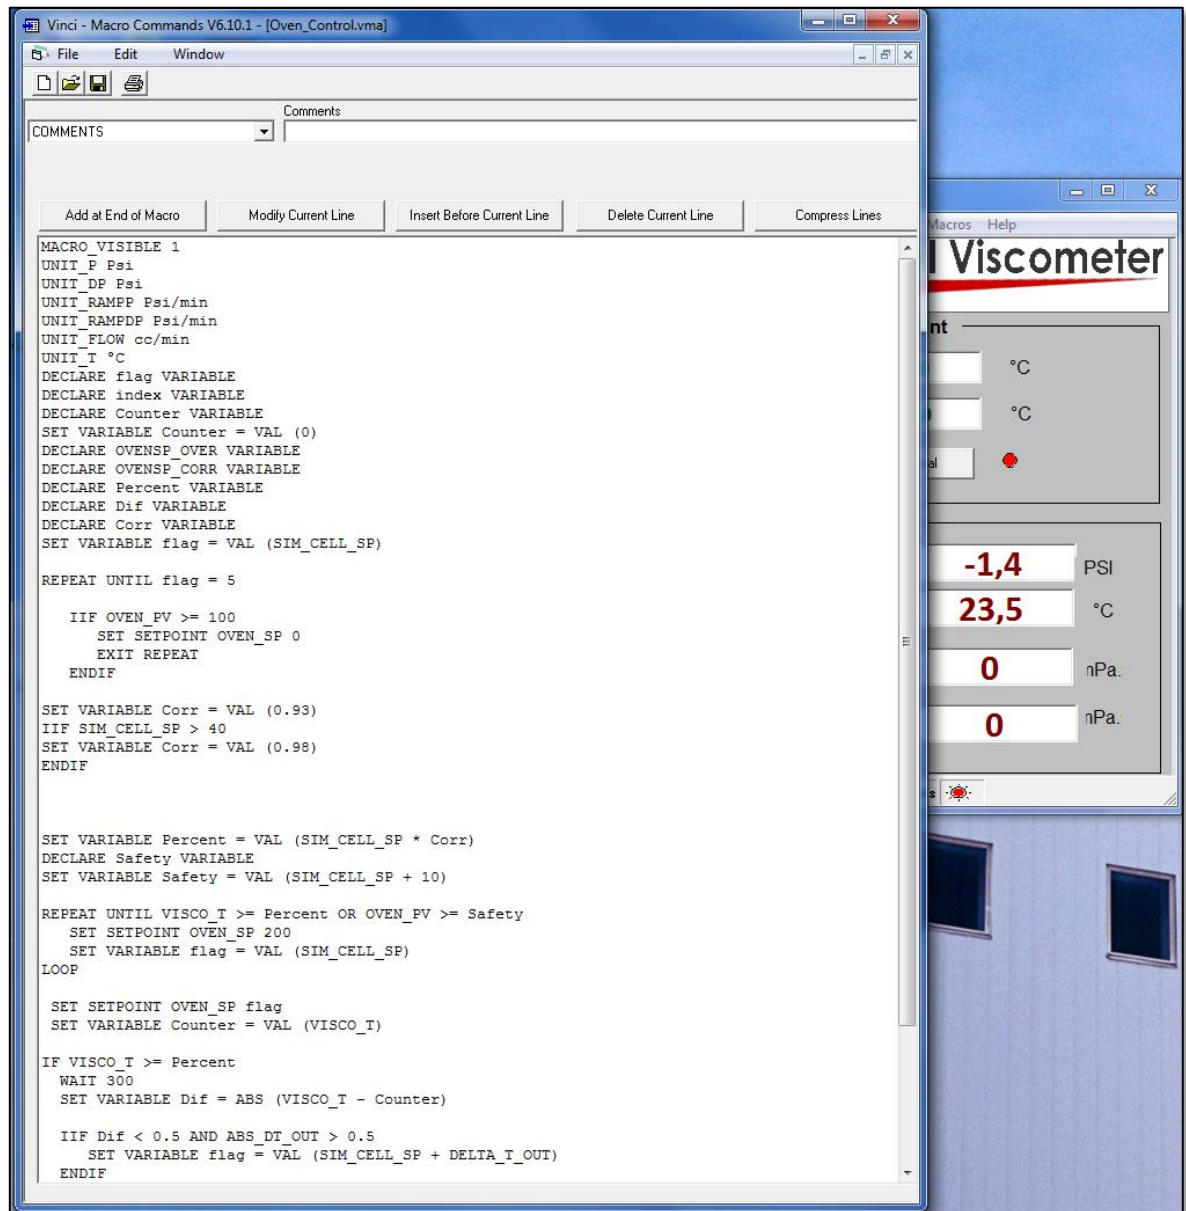 Vinci - Macro Commands V6.10.1 - [Oven_Control.vma]
File Edit Window
Comments
COMMENTS
Add at End of Macro Modify Current Line Insert Before Current Line Delete Current Line Compress Lines
MACRO_VISIBLE 1
UNIT_P Psi
UNIT_DP Psi
UNIT_RAMPP Psi/min
UNIT_RAMPDP Psi/min
UNIT_FLOW cc/min
UNIT_T °C
DECLARE flag VARIABLE
DECLARE index VARIABLE
DECLARE Counter VARIABLE
SET VARIABLE Counter = VAL (0)
DECLARE OVENSP_OVER VARIABLE
DECLARE OVENSP_CORR VARIABLE
DECLARE Percent VARIABLE
DECLARE Dif VARIABLE
DECLARE Corr VARIABLE
SET VARIABLE flag = VAL (SIM_CELL_SP)
REPEAT UNTIL flag = 5
IIF OVEN_PV >= 100
SET SETPOINT OVEN_SP 0
EXIT REPEAT
ENDIF
SET VARIABLE Corr = VAL (0.93)
IIF SIM_CELL_SP > 40
SET VARIABLE Corr = VAL (0.98)
ENDIF
SET VARIABLE Percent = VAL (SIM_CELL_SP * Corr)
DECLARE Safety VARIABLE
SET VARIABLE Safety = VAL (SIM_CELL_SP + 10)
REPEAT UNTIL VISCO_T >= Percent OR OVEN_PV >= Safety
SET SETPOINT OVEN_SP 200
SET VARIABLE flag = VAL (SIM_CELL_SP)
LOOP
SET SETPOINT OVEN_SP flag
SET VARIABLE Counter = VAL (VISCO_T)
IF VISCO_T >= Percent
WAIT 300
SET VARIABLE Dif = ABS (VISCO_T - Counter)
IIF Dif < 0.5 AND ABS_DT_OUT > 0.5
SET VARIABLE flag = VAL (SIM_CELL_SP + DELTA_T_OUT)
ENDIF
Macros Help
l Viscometer
nt
°C
°C
al
-1,4 PSI
23,5 °C
0 nPa.
0 nPa.
s